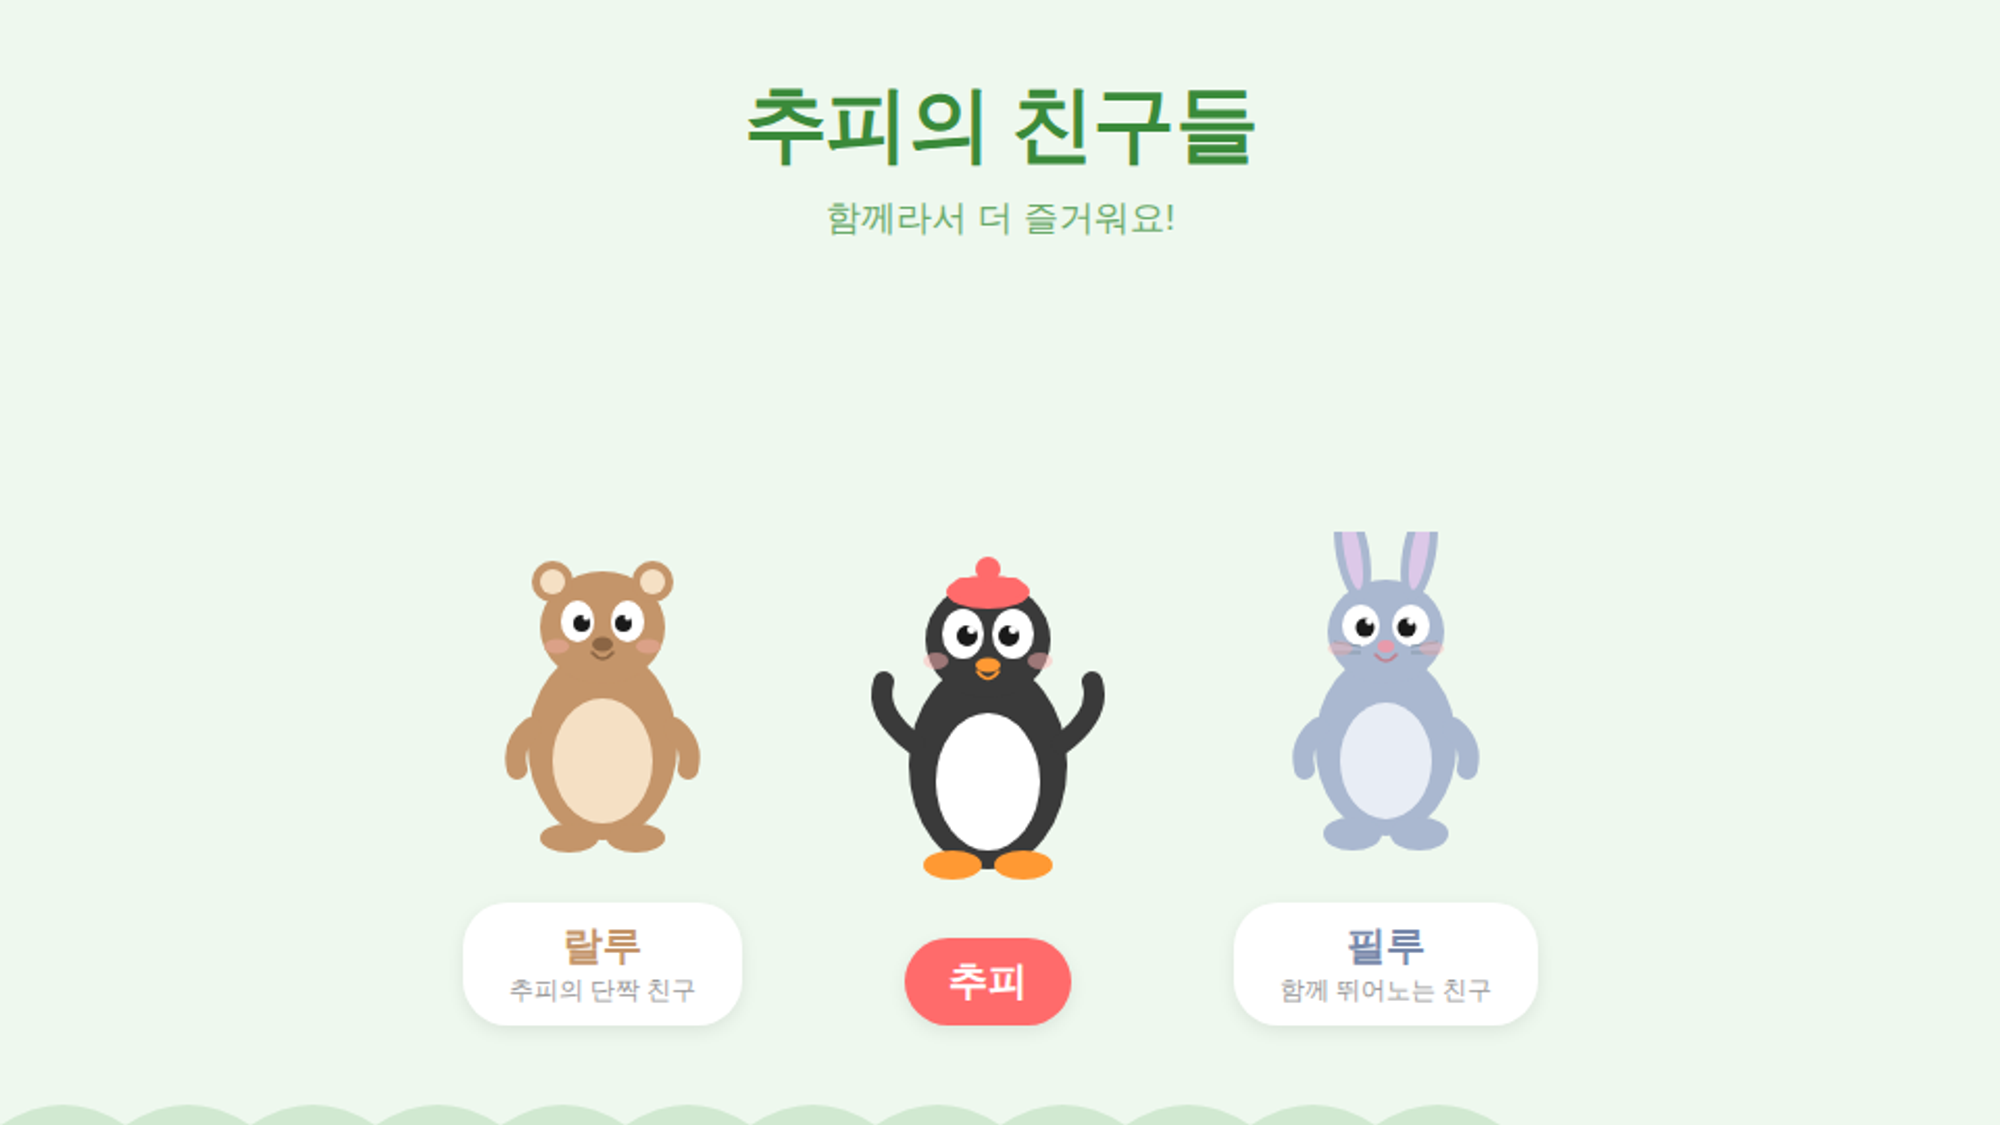 추피의 친구들
함께라서 더 즐거워요!
랄루
추피의 단짝 친구
추피
필루
함께 뛰어노는 친구